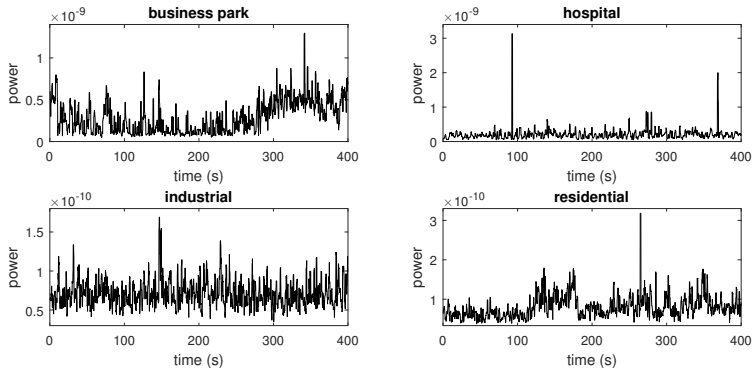 ×10⁻⁹
business park
power
1
0.5
0
0 100 200 300 400
time (s)
×10⁻⁹
hospital
power
3
2
1
0
0 100 200 300 400
time (s)
×10⁻¹⁰
industrial
power
1.5
1
0.5
0 100 200 300 400
time (s)
×10⁻¹⁰
residential
power
3
2
1
0 100 200 300 400
time (s)